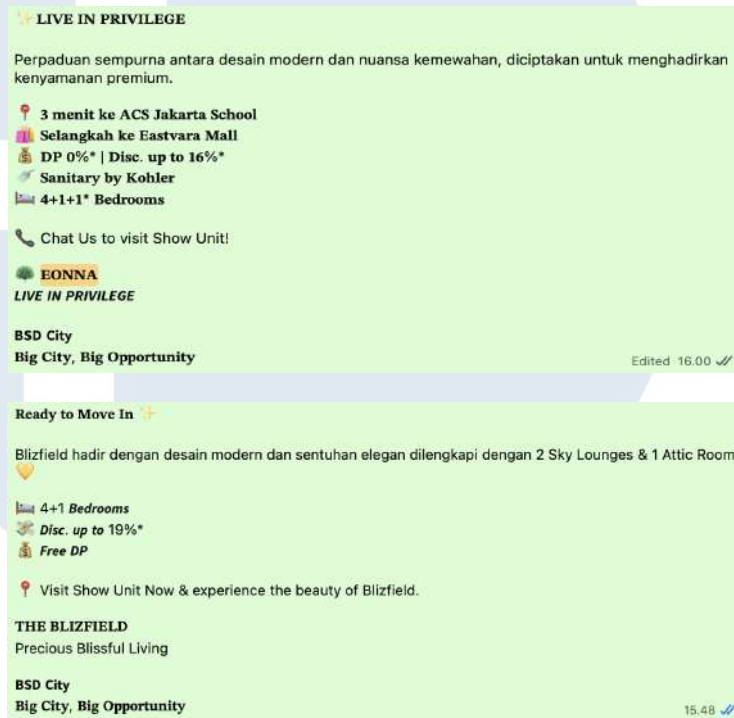 ✨ LIVE IN PRIVILEGE
Perpaduan sempurna antara desain modern dan nuansa kemewahan, diciptakan untuk menghadirkan
kenyamanan premium.
📍 3 menit ke ACS Jakarta School
🛍️ Selangkah ke Eastvara Mall
💰 DP 0%* | Disc. up to 16%*
🚿 Sanitary by Kohler
🛏️ 4+1+1* Bedrooms
📞 Chat Us to visit Show Unit!
🌳 EONNA
LIVE IN PRIVILEGE
BSD City
Big City, Big Opportunity
Edited 16.00
Ready to Move In ✨
Blizfield hadir dengan desain modern dan sentuhan elegan dilengkapi dengan 2 Sky Lounges & 1 Attic Room
💛
🛏️ 4+1 Bedrooms
💸 Disc. up to 19%*
💰 Free DP
📍 Visit Show Unit Now & experience the beauty of Blizfield.
THE BLIZFIELD
Precious Blissful Living
BSD City
Big City, Big Opportunity
15.48